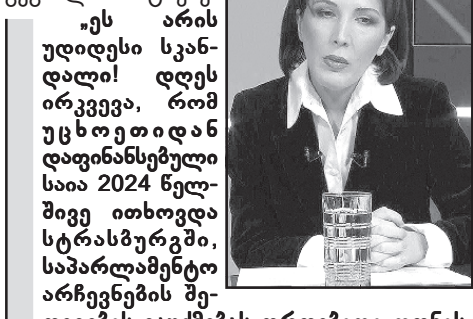 „ეს არის
უდიდესი სკან-
დალი! დღეს
ირკვევა, რომ
უცხოეთიდან
დაფინანსებული
საია 2024 წელ-
შივე ითხოვდა
სტრასბურგში,
საპარლამენტო
არჩევნების შე-